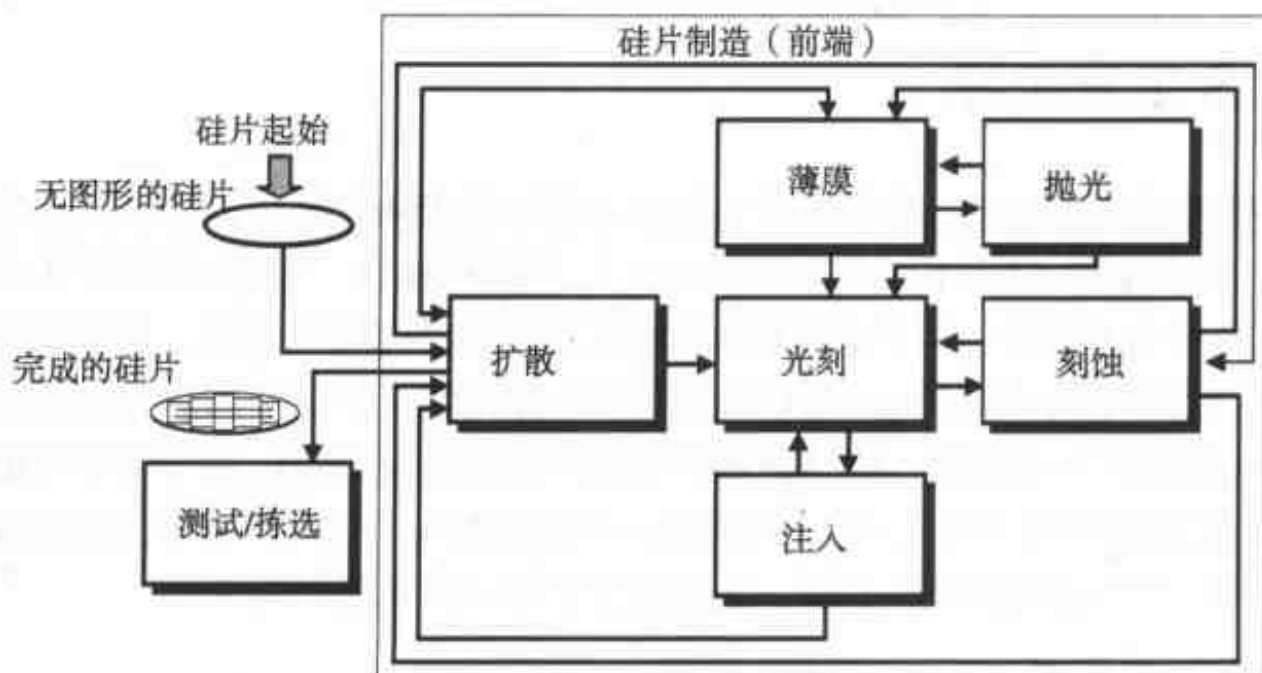 硅片制造（前端）
硅片起始
无图形的硅片
薄膜
抛光
完成的硅片
扩散
光刻
刻蚀
测试/拣选
注入